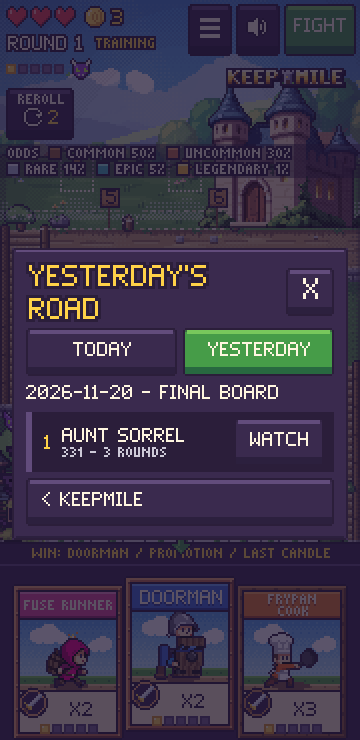 3
ROUND 1 TRAINING
FIGHT
KEEPMILE
REROLL
2
ODDS COMMON 50% UNCOMMON 30%
RARE 14% EPIC 5% LEGENDARY 1%
5 6
YESTERDAY'S
ROAD
X
TODAY YESTERDAY
2026-11-20 - FINAL BOARD
1 AUNT SORREL
331 - 3 ROUNDS
WATCH
< KEEPMILE
WIN: DOORMAN / PROMOTION / LAST CANDLE
FUSE RUNNER
DOORMAN
FRYPAN
COOK
X2
X2
X3